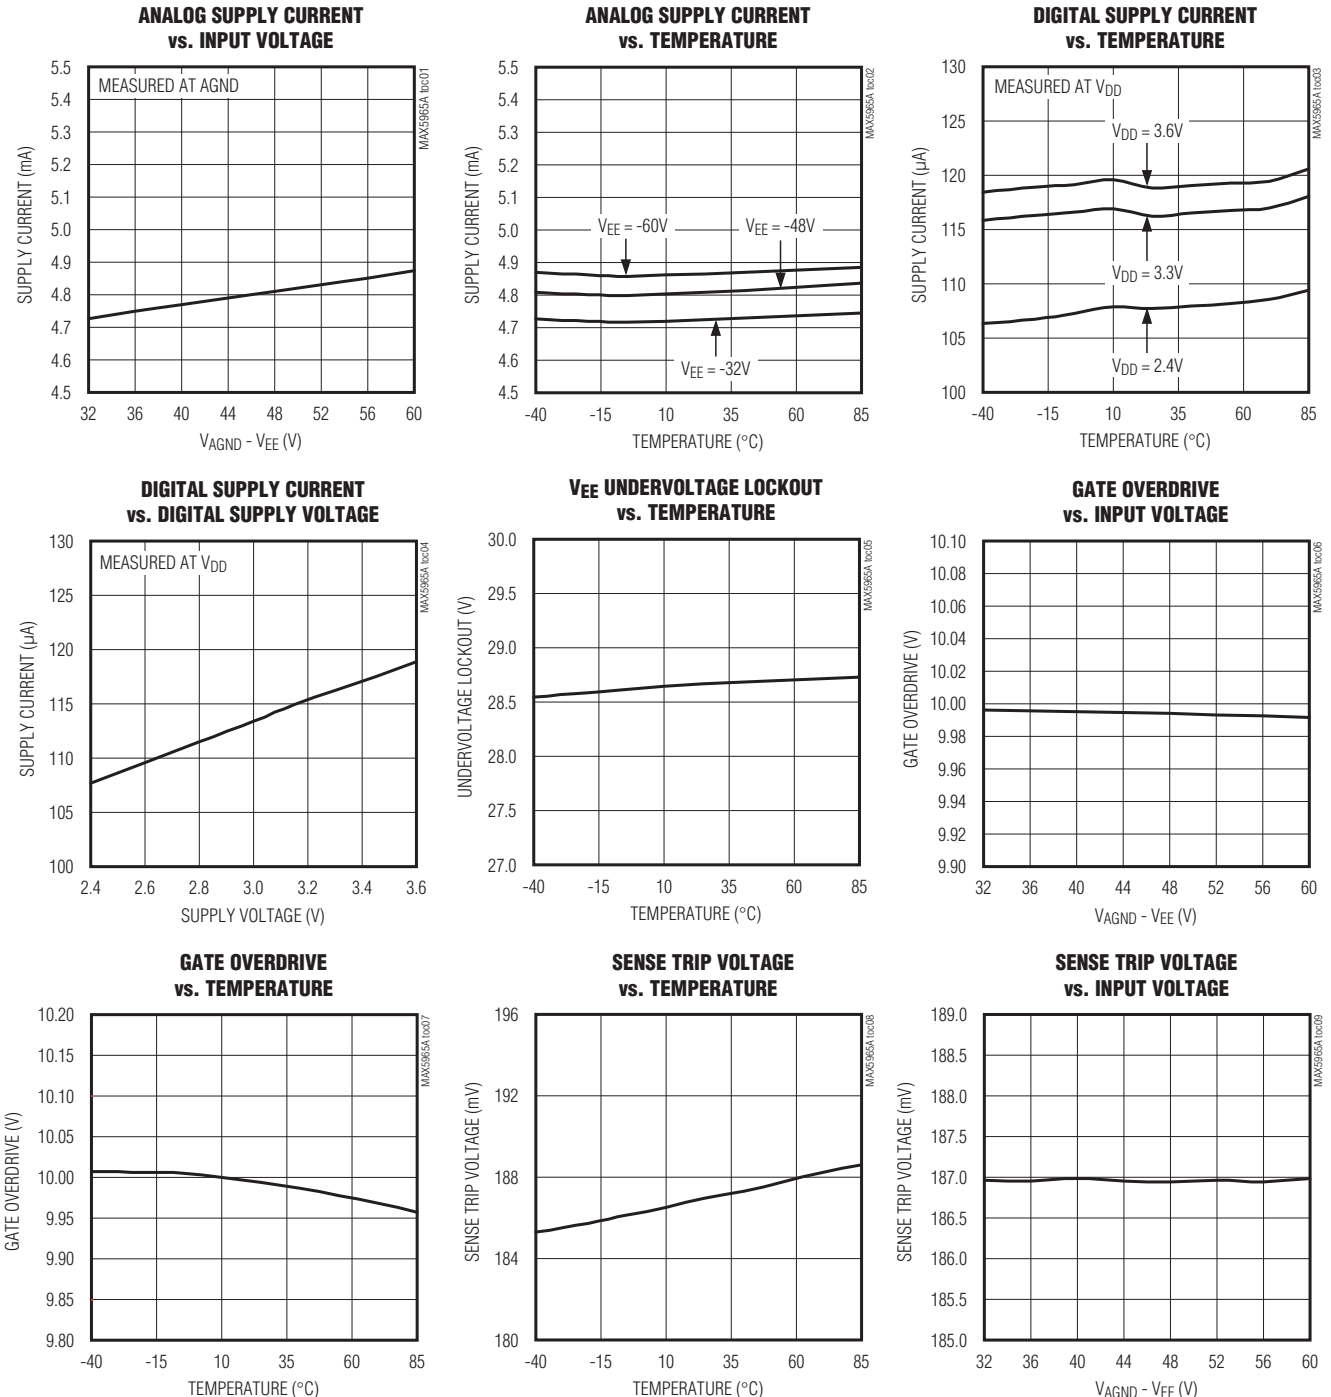 ANALOG SUPPLY CURRENT
vs. INPUT VOLTAGE
5.5
5.4
5.3
5.2
5.1
5.0
4.9
4.8
4.7
4.6
4.5
SUPPLY CURRENT (mA)
MEASURED AT AGND
MAX5965A toc01
32 36 40 44 48 52 56 60
VAGND - VEE (V)
ANALOG SUPPLY CURRENT
vs. TEMPERATURE
5.5
5.4
5.3
5.2
5.1
5.0
4.9
4.8
4.7
4.6
4.5
SUPPLY CURRENT (mA)
MAX5965A toc02
VEE = -60V
VEE = -48V
VEE = -32V
-40 -15 10 35 60 85
TEMPERATURE (°C)
DIGITAL SUPPLY CURRENT
vs. TEMPERATURE
130
125
120
115
110
105
100
SUPPLY CURRENT (µA)
MEASURED AT VDD
MAX5965A toc03
VDD = 3.6V
VDD = 3.3V
VDD = 2.4V
-40 -15 10 35 60 85
TEMPERATURE (°C)
DIGITAL SUPPLY CURRENT
vs. DIGITAL SUPPLY VOLTAGE
130
125
120
115
110
105
100
SUPPLY CURRENT (µA)
MEASURED AT VDD
MAX5965A toc04
2.4 2.6 2.8 3.0 3.2 3.4 3.6
SUPPLY VOLTAGE (V)
VEE UNDERVOLTAGE LOCKOUT
vs. TEMPERATURE
30.0
29.5
29.0
28.5
28.0
27.5
27.0
UNDERVOLTAGE LOCKOUT (V)
MAX5965A toc05
-40 -15 10 35 60 85
TEMPERATURE (°C)
GATE OVERDRIVE
vs. INPUT VOLTAGE
10.10
10.08
10.06
10.04
10.02
10.00
9.98
9.96
9.94
9.92
9.90
GATE OVERDRIVE (V)
MAX5965A toc06
32 36 40 44 48 52 56 60
VAGND - VEE (V)
GATE OVERDRIVE
vs. TEMPERATURE
10.20
10.15
10.10
10.05
10.00
9.95
9.90
9.85
9.80
GATE OVERDRIVE (V)
MAX5965A toc07
-40 -15 10 35 60 85
TEMPERATURE (°C)
SENSE TRIP VOLTAGE
vs. TEMPERATURE
196
192
188
184
180
SENSE TRIP VOLTAGE (mV)
MAX5965A toc08
-40 -15 10 35 60 85
TEMPERATURE (°C)
SENSE TRIP VOLTAGE
vs. INPUT VOLTAGE
189.0
188.5
188.0
187.5
187.0
186.5
186.0
185.5
185.0
SENSE TRIP VOLTAGE (mV)
MAX5965A toc09
32 36 40 44 48 52 56 60
VAGND - VEE (V)